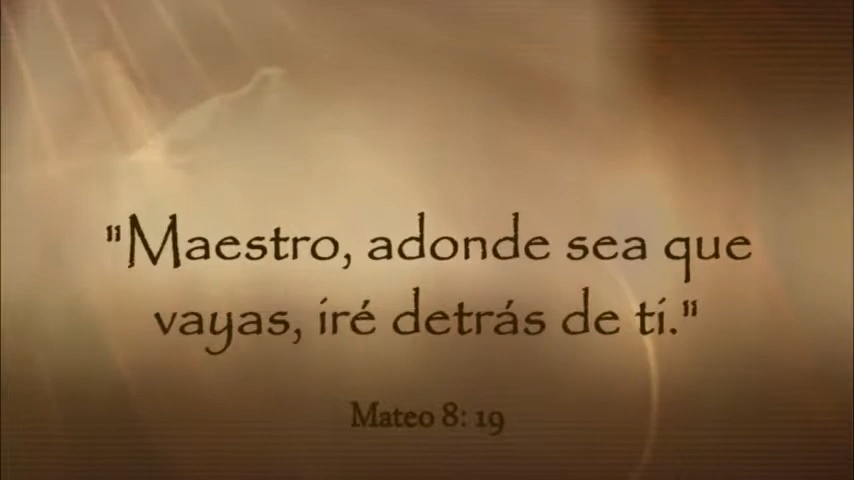 "Maestro, adonde sea que
vayas, iré detrás de tí."
Mateo 8: 19